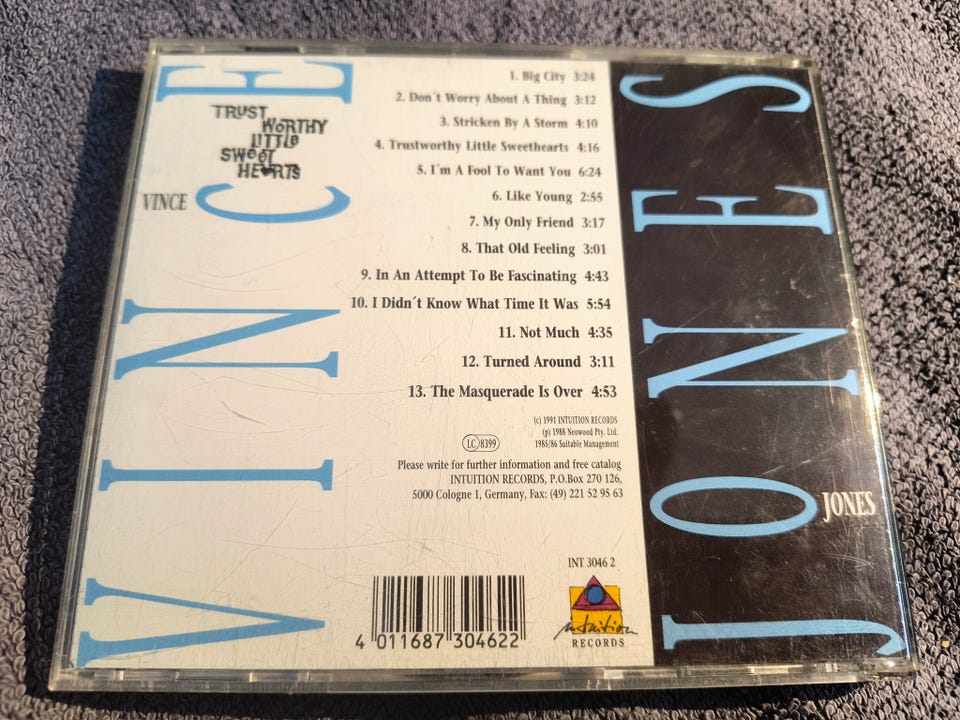 VINCE
TRUST
WORTHY
LITTLE
SWEET
HEARTS
VINCE
1. Big City 3:24
2. Don´t Worry About A Thing 3:12
3. Stricken By A Storm 4:10
4. Trustworthy Little Sweethearts 4:16
5. I´m A Fool To Want You 6:24
6. Like Young 2:55
7. My Only Friend 3:17
8. That Old Feeling 3:01
9. In An Attempt To Be Fascinating 4:43
10. I Didn´t Know What Time It Was 5:54
11. Not Much 4:35
12. Turned Around 3:11
13. The Masquerade Is Over 4:53
(c) 1991 INTUITION RECORDS
(p) 1988 Neowood Pty. Ltd.
1985/86 Suitable Management
LC 8399
Please write for further information and free catalog
INTUITION RECORDS, P.O.Box 270 126,
5000 Cologne 1, Germany, Fax: (49) 221 52 95 63
INT 3046 2
intuition
RECORDS
4 011687 304622
JONES
JONES